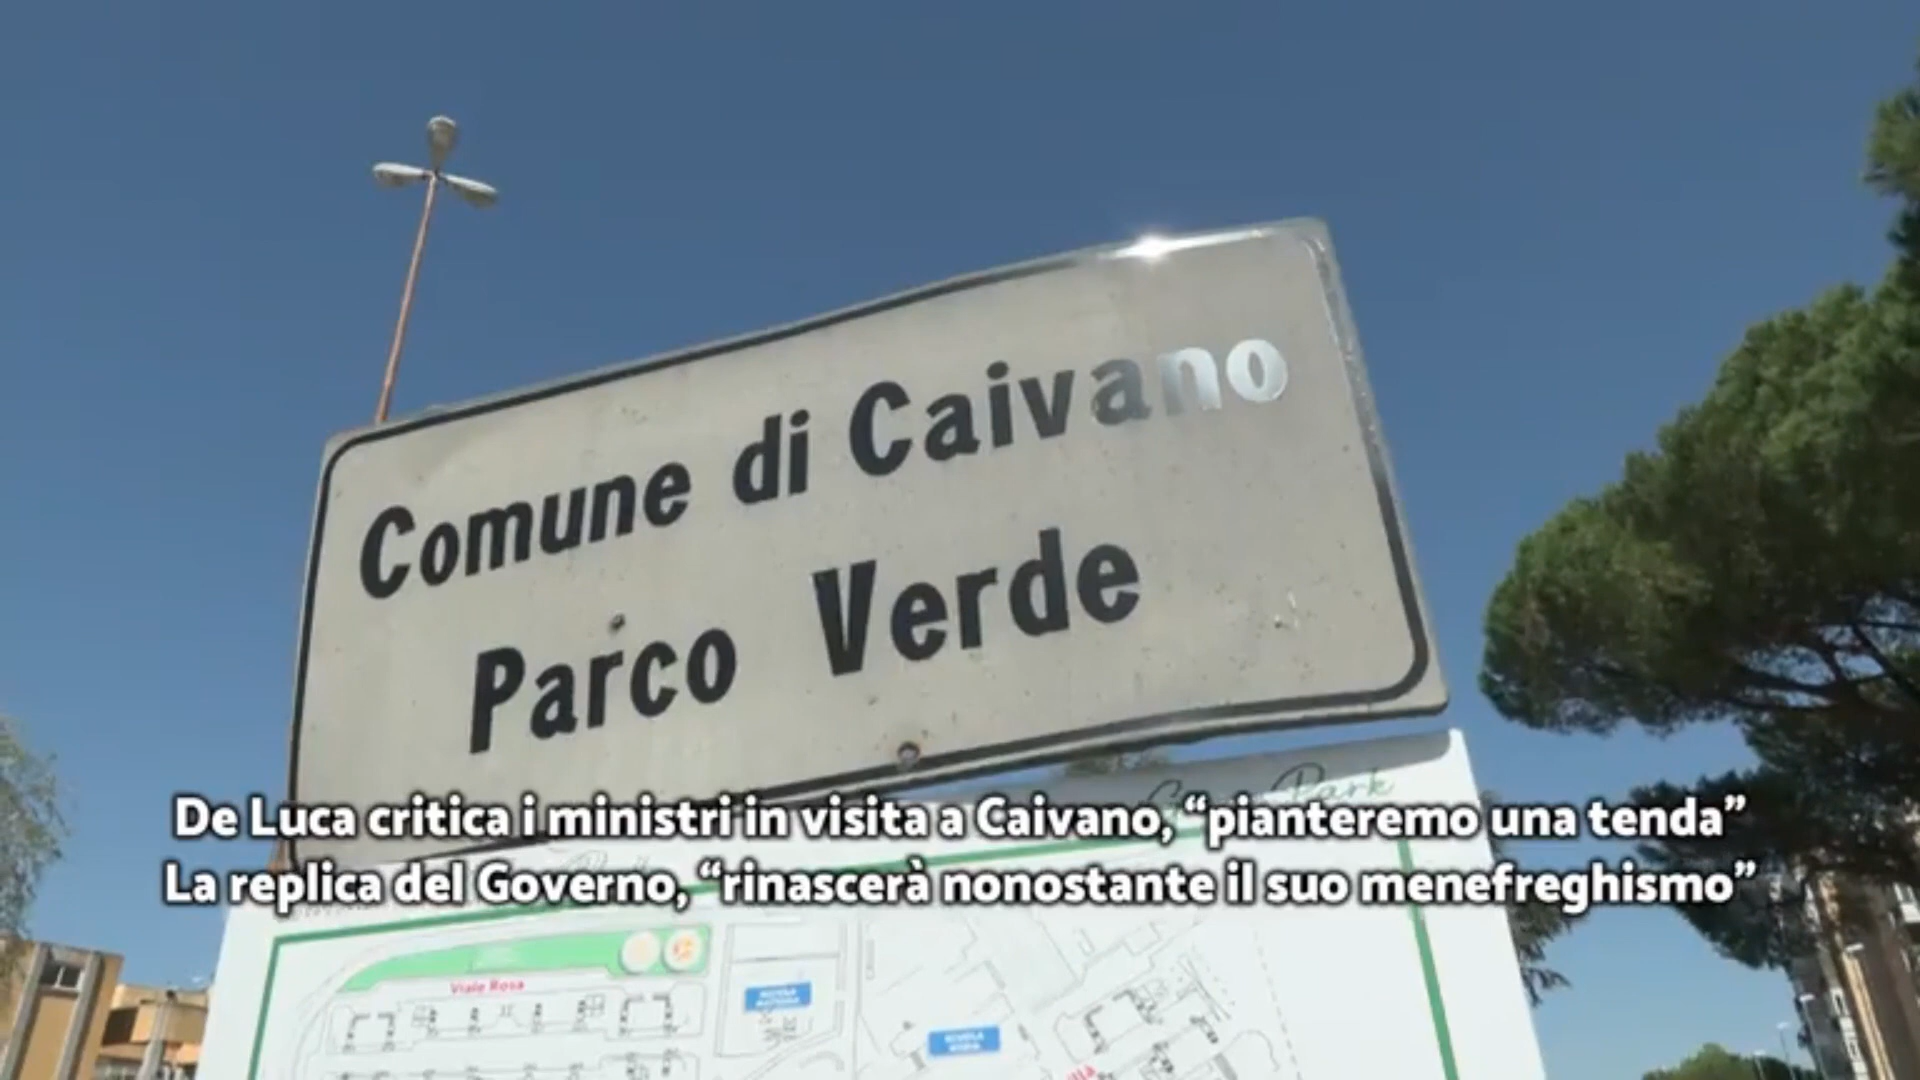 Comune di Caivano
Parco Verde
De Luca critica i ministri in visita a Caivano, “pianteremo una tenda”
La replica del Governo, “rinascerà nonostante il suo menefreghismo”
Viale Rosa